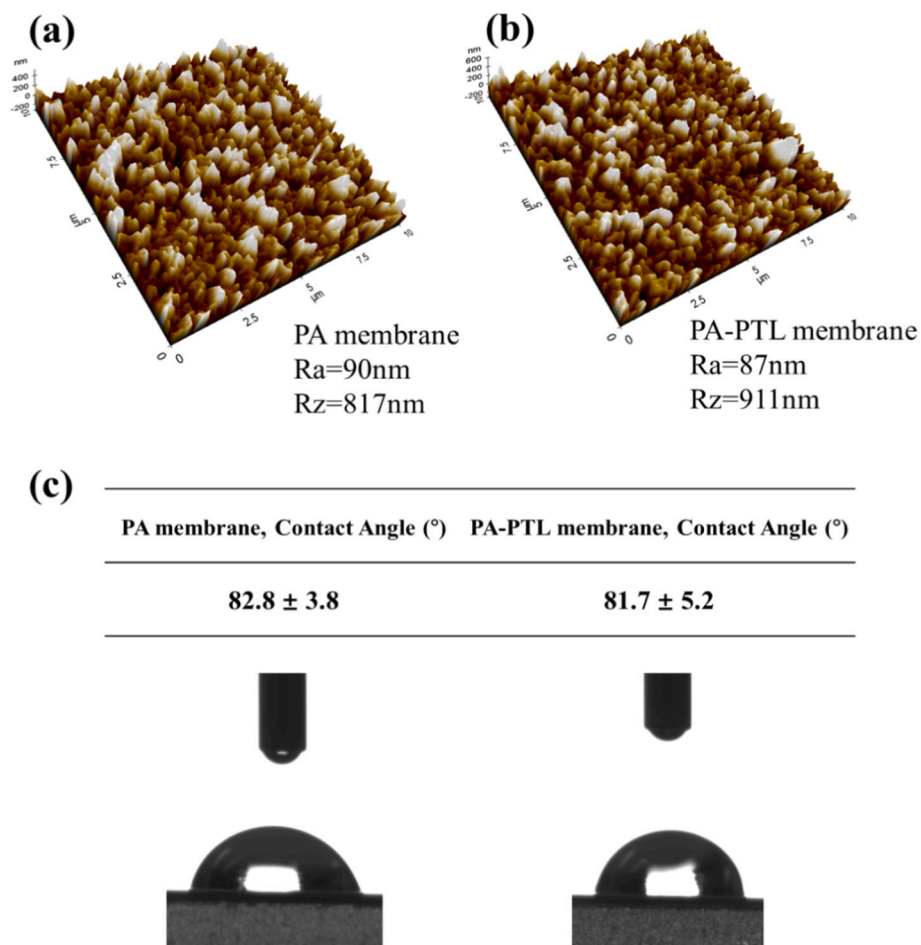 (a)
nm
400
200
0
-200
10
7.5
μm
5
2.5
0
0
2.5
5
μm
7.5
10
PA membrane
Ra=90nm
Rz=817nm
(b)
nm
600
400
200
0
-200
10
7.5
μm
5
2.5
0
0
2.5
5
μm
7.5
10
PA-PTL membrane
Ra=87nm
Rz=911nm
(c)
PA membrane, Contact Angle (°) PA-PTL membrane, Contact Angle (°)
82.8 ± 3.8 81.7 ± 5.2